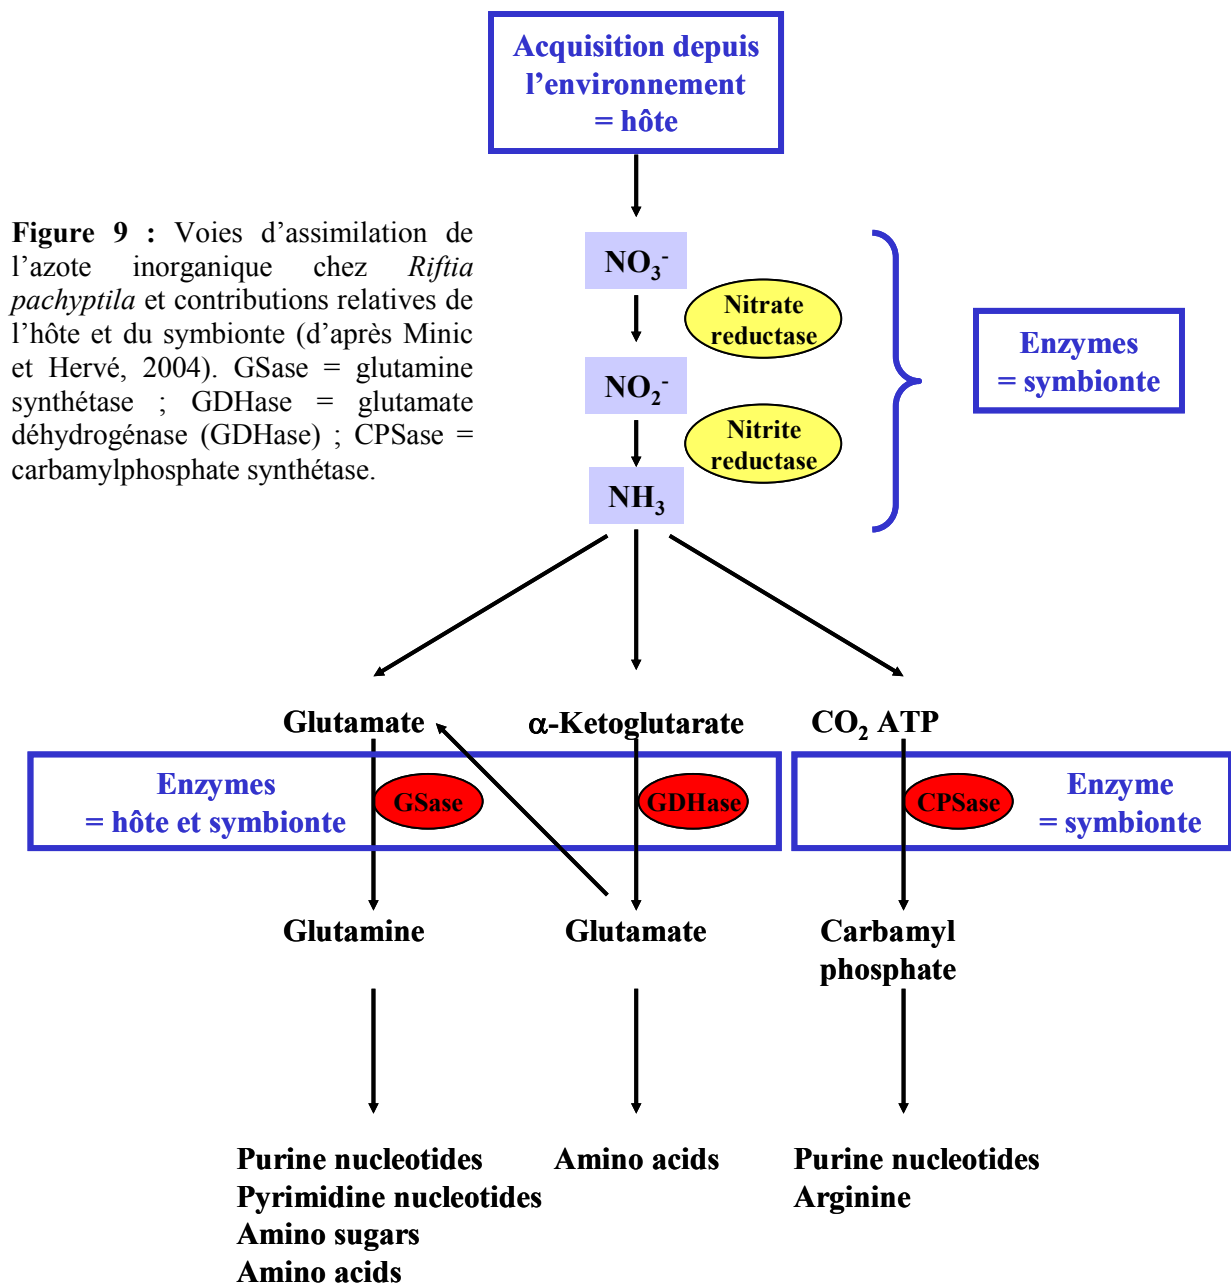 Acquisition depuis
l’environnement
= hôte
Figure 9 : Voies d’assimilation de
l’azote inorganique chez Riftia
pachyptila et contributions relatives de
l’hôte et du symbionte (d’après Minic
et Hervé, 2004). GSase = glutamine
synthétase ; GDHase = glutamate
déhydrogénase (GDHase) ; CPSase =
carbamylphosphate synthétase.
NO₃⁻
Nitrate
reductase
NO₂⁻
Nitrite
reductase
NH₃
Enzymes
= symbionte
Glutamate
α-Ketoglutarate
CO₂ ATP
Enzymes
= hôte et symbionte
GSase
GDHase
CPSase
Enzyme
= symbionte
Glutamine
Glutamate
Carbamyl
phosphate
Purine nucleotides
Pyrimidine nucleotides
Amino sugars
Amino acids
Amino acids
Purine nucleotides
Arginine